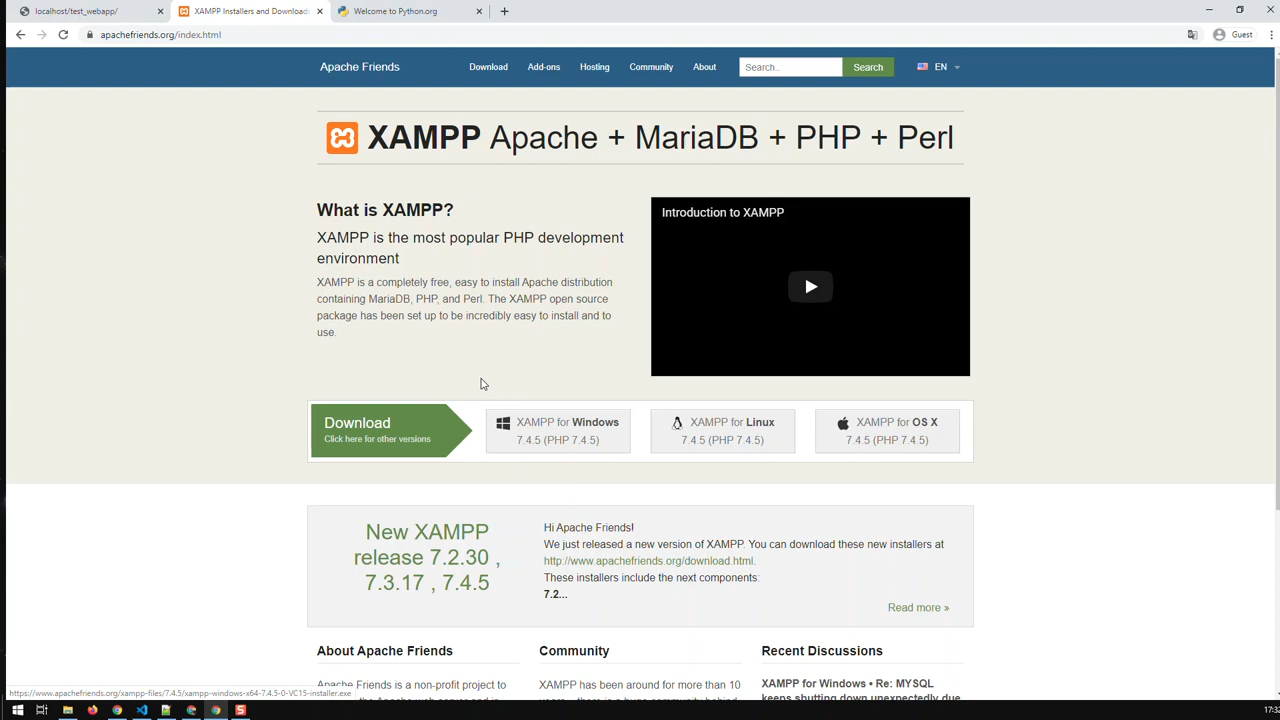 localhost/test_webapp/
XAMPP Installers and Download
Welcome to Python.org
apachefriends.org/index.html
Guest
Apache Friends
Download
Add-ons
Hosting
Community
About
Search..
Search
EN
XAMPP Apache + MariaDB + PHP + Perl
What is XAMPP?
XAMPP is the most popular PHP development
environment
XAMPP is a completely free, easy to install Apache distribution
containing MariaDB, PHP, and Perl. The XAMPP open source
package has been set up to be incredibly easy to install and to
use.
Introduction to XAMPP
Download
Click here for other versions
XAMPP for Windows
7.4.5 (PHP 7.4.5)
XAMPP for Linux
7.4.5 (PHP 7.4.5)
XAMPP for OS X
7.4.5 (PHP 7.4.5)
New XAMPP
release 7.2.30 ,
7.3.17 , 7.4.5
Hi Apache Friends!
We just released a new version of XAMPP. You can download these new installers at
http://www.apachefriends.org/download.html.
These installers include the next components:
7.2...
Read more »
About Apache Friends
Apache Friends is a non-profit project to
Community
XAMPP has been around for more than 10
Recent Discussions
XAMPP for Windows • Re: MYSQL
keeps shutting down unexpectedly due
https://www.apachefriends.org/xampp-files/7.4.5/xampp-windows-x64-7.4.5-0-VC15-installer.exe
17:32